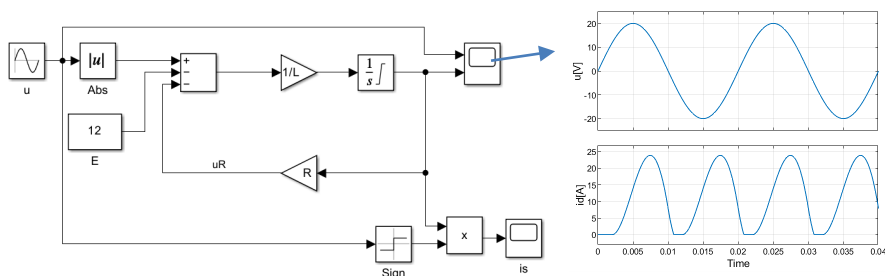 u
|u|
Abs
+
−
−
1/L
1
s
12
E
uR
R
Sign
x
is
u[V]
20
10
0
-10
-20
id[A]
25
20
15
10
5
0
0 0.005 0.01 0.015 0.02 0.025 0.03 0.035 0.04
Time